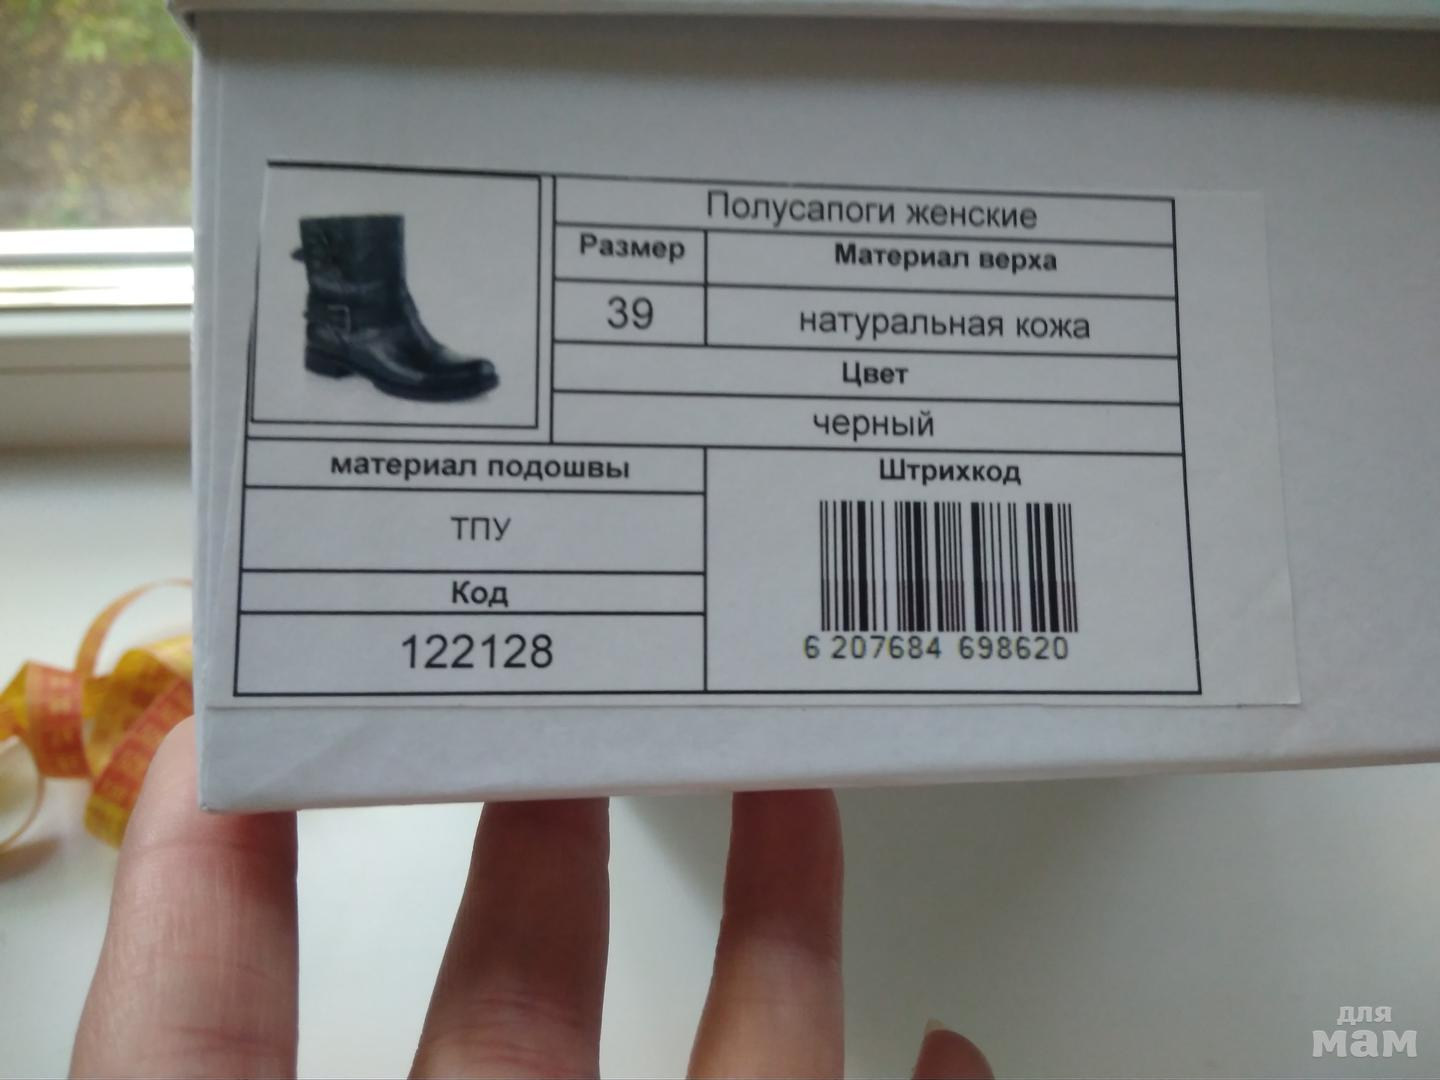 Полусапоги женские
Размер
Материал верха
39
натуральная кожа
Цвет
черный
материал подошвы
Штрихкод
ТПУ
Код
122128
6 207684 698620
для
мам